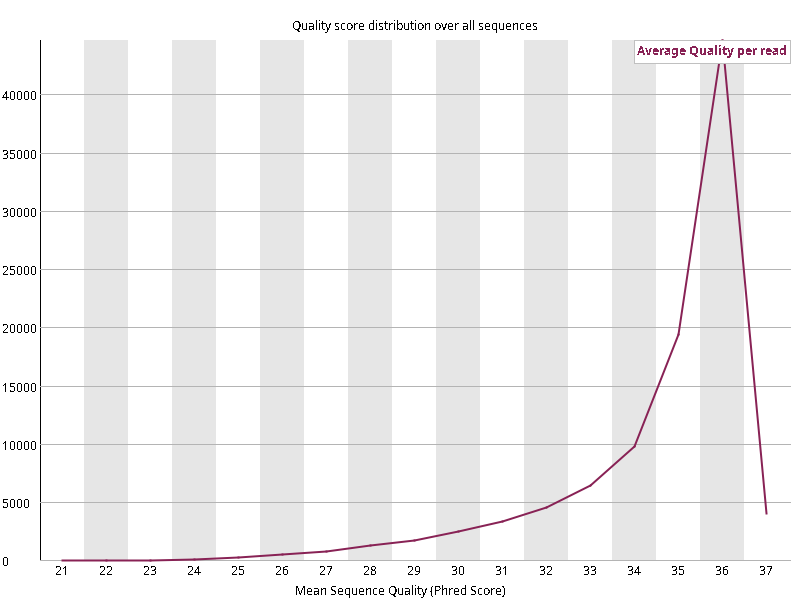 Quality score distribution over all sequences
Average Quality per read
40000
35000
30000
25000
20000
15000
10000
5000
0
21 22 23 24 25 26 27 28 29 30 31 32 33 34 35 36 37
Mean Sequence Quality (Phred Score)